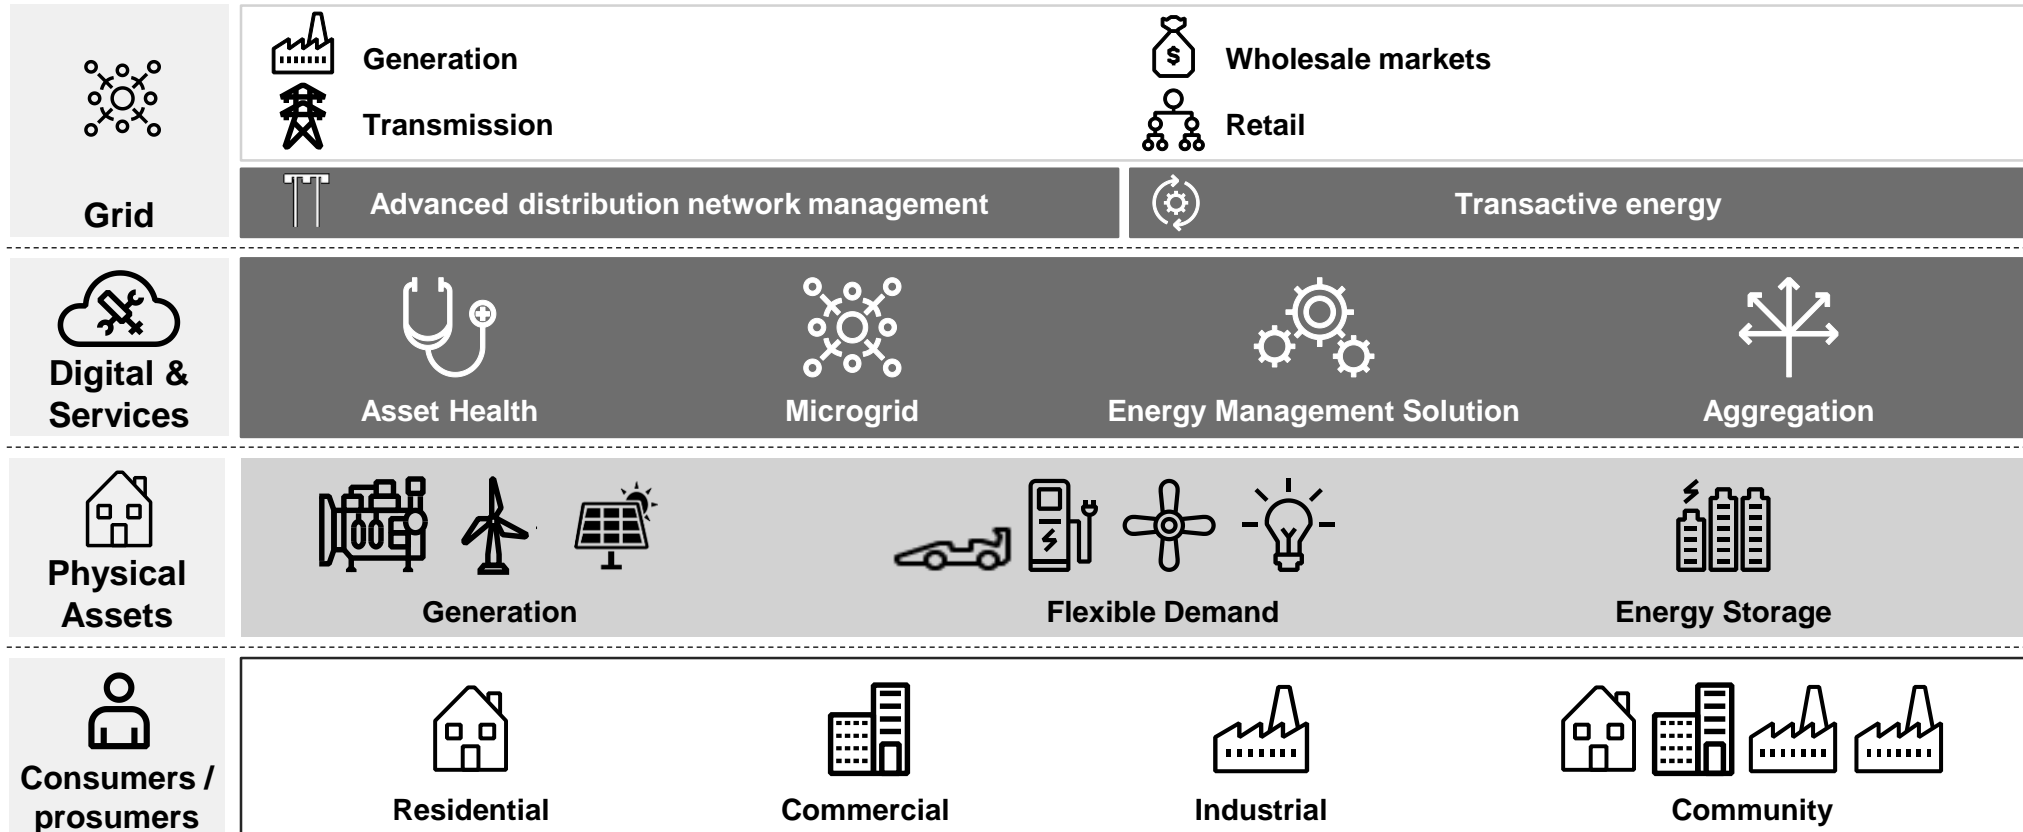 Generation
Wholesale markets
Transmission
Retail
Grid
Advanced distribution network management
Transactive energy
Digital &
Services
Asset Health
Microgrid
Energy Management Solution
Aggregation
Physical
Assets
Generation
Flexible Demand
Energy Storage
Consumers /
prosumers
Residential
Commercial
Industrial
Community